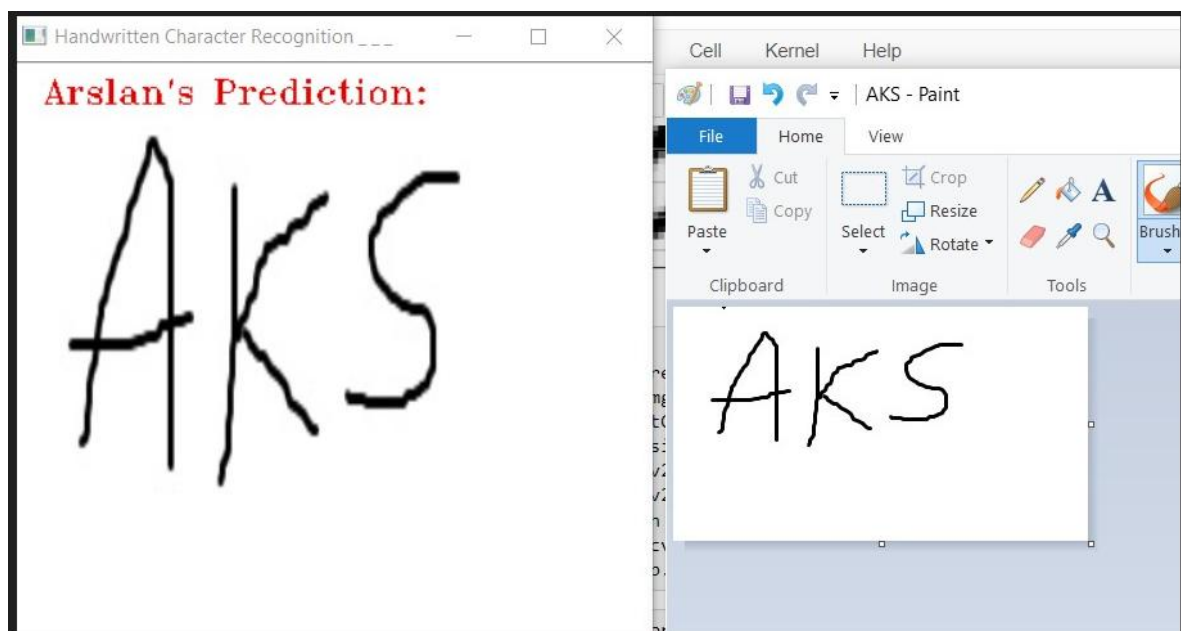 Handwritten Character Recognition _ _ _
Arslan's Prediction:
AKS
Cell Kernel Help
AKS - Paint
File Home View
Paste
Cut
Copy
Clipboard
Select
Crop
Resize
Rotate
Image
A
Tools
Brush
AKS